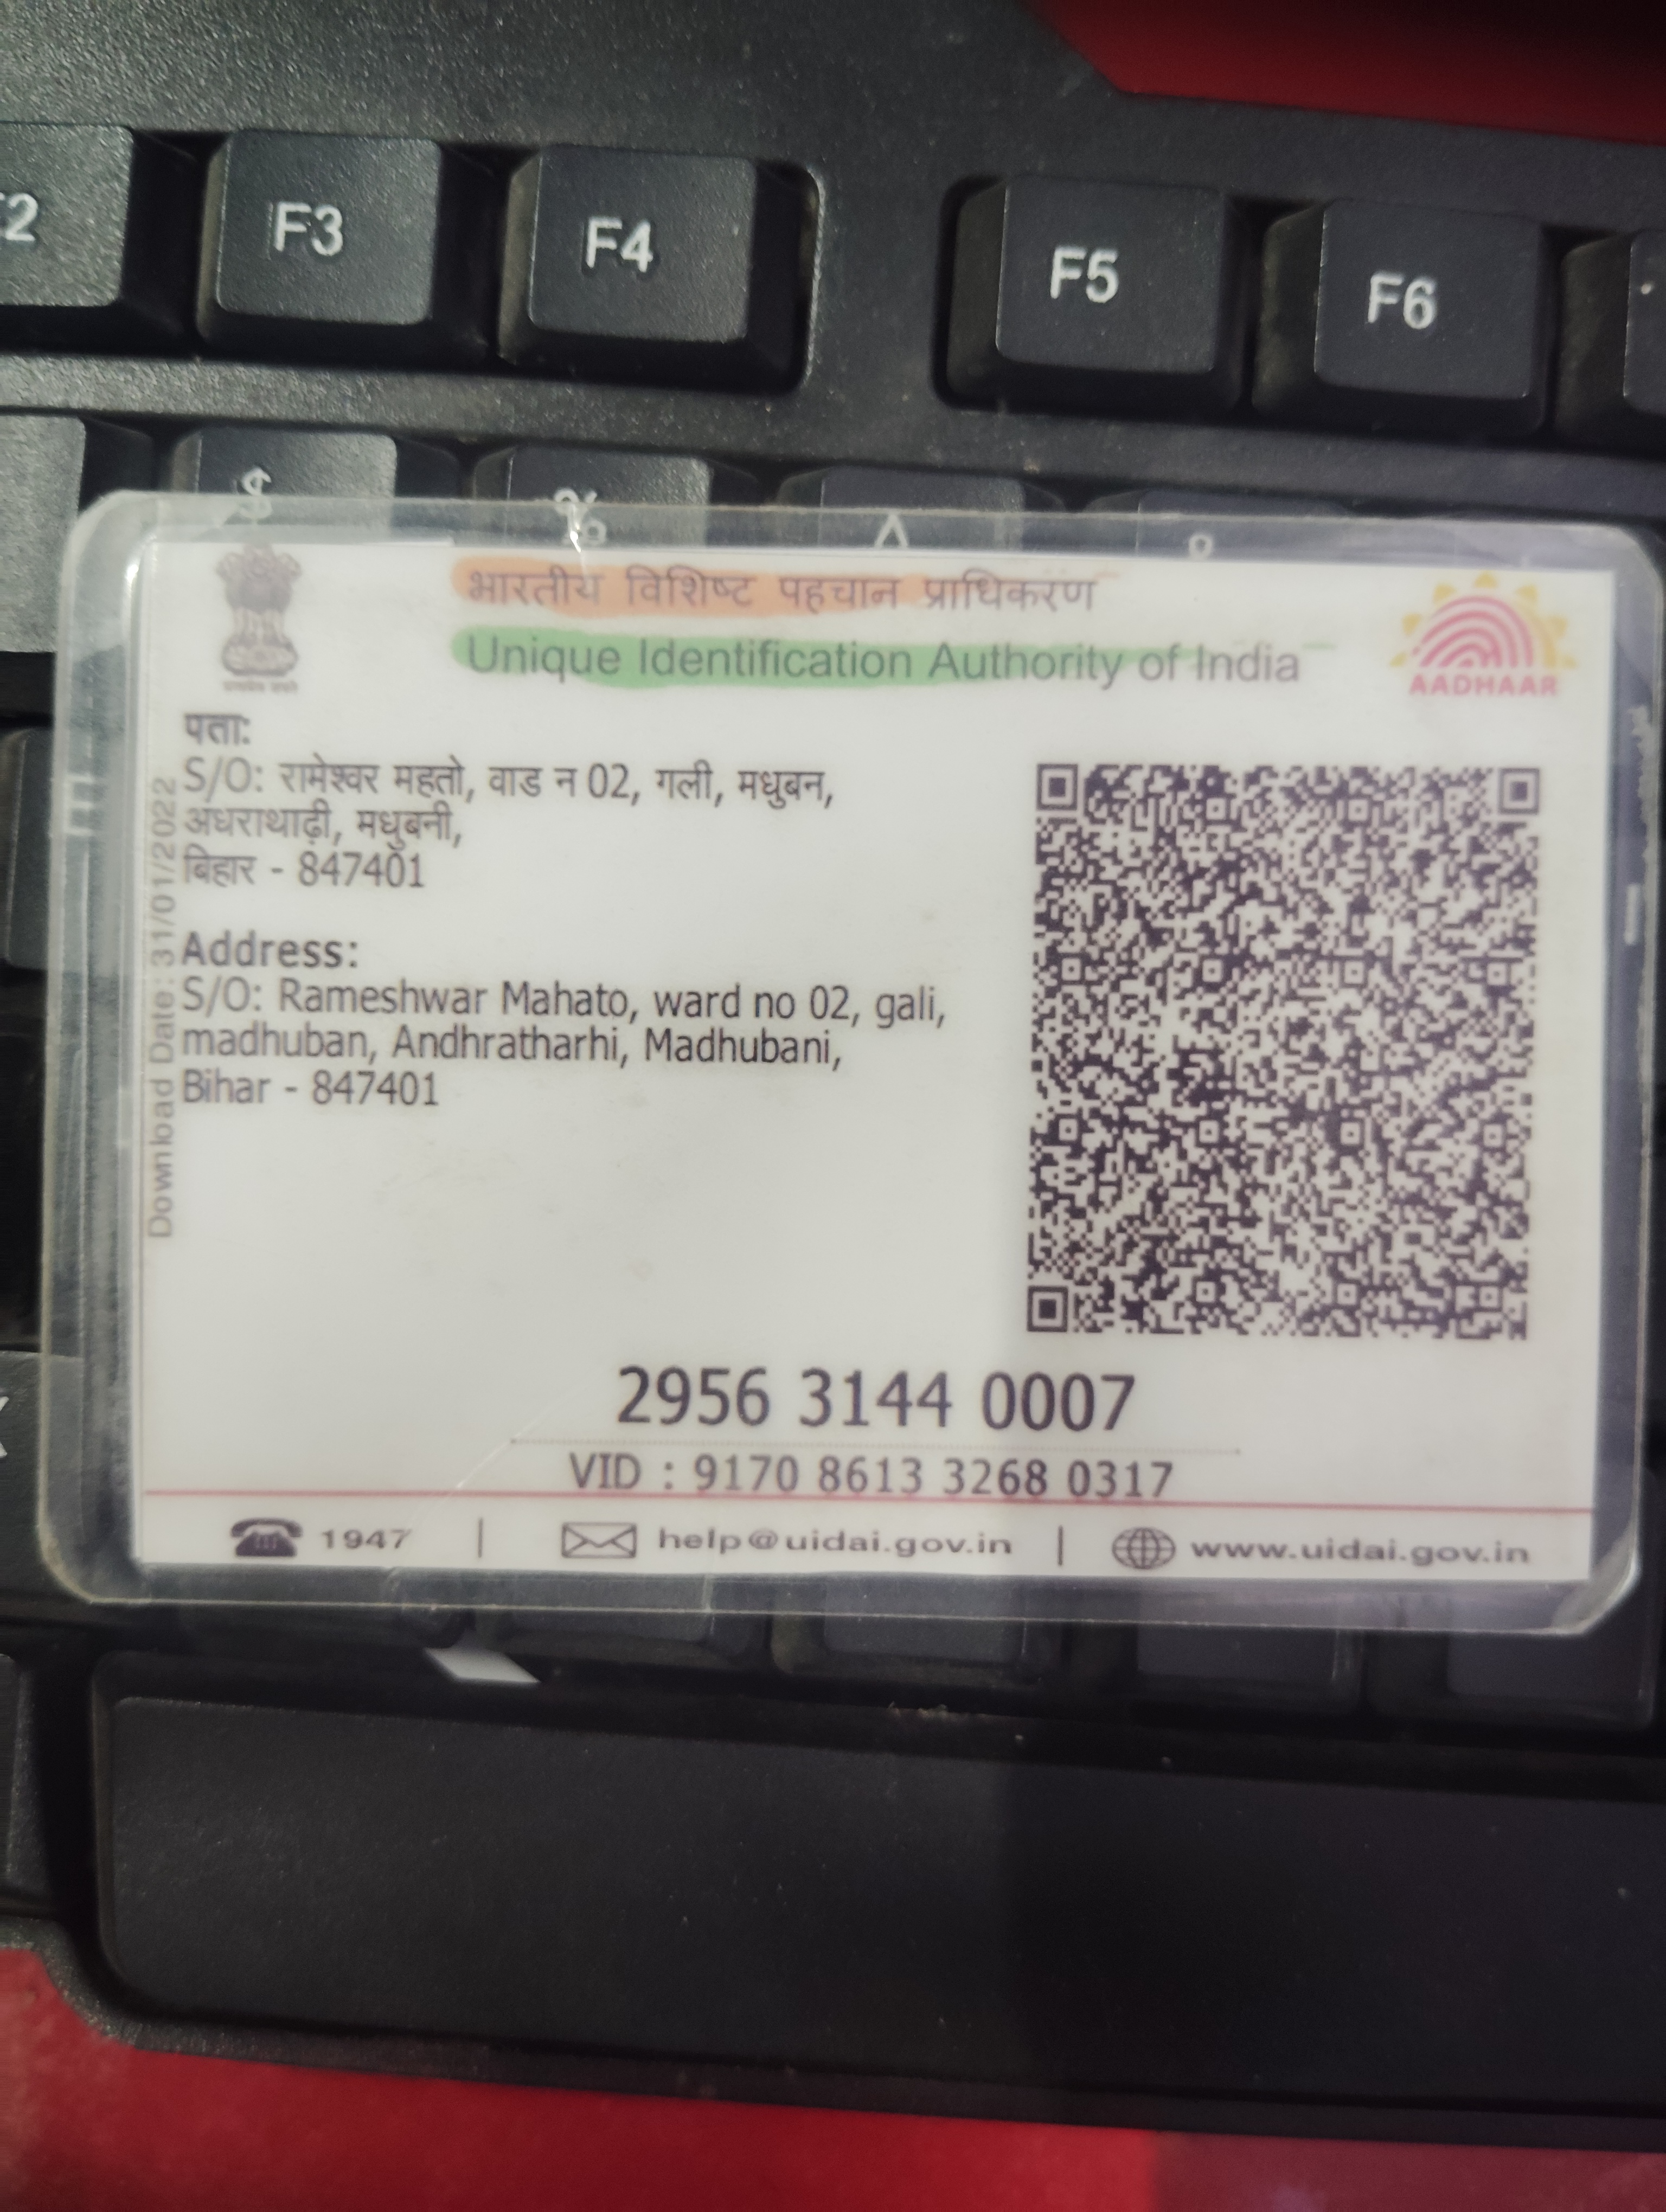 F3
F4
F5
F6
$
%
^
भारतीय विशिष्ट पहचान प्राधिकरण
Unique Identification Authority of India
AADHAAR
पता:
S/O: रामेश्वर महतो, वाड न 02, गली, मधुबन,
अंधराथाढ़ी, मधुबनी,
बिहार - 847401
Address:
S/O: Rameshwar Mahato, ward no 02, gali,
madhuban, Andhratharhi, Madhubani,
Bihar - 847401
Download Date: 31/01/2022
2956 3144 0007
VID : 9170 8613 3268 0317
1947 | help@uidai.gov.in | www.uidai.gov.in